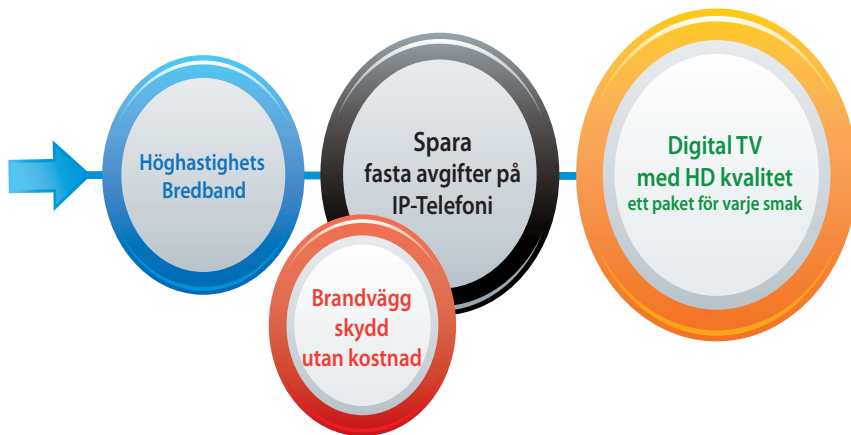 Höghastighets
Bredband
Spara
fasta avgifter på
IP-Telefoni
Brandvägg
skydd
utan kostnad
Digital TV
med HD kvalitet
ett paket för varje smak